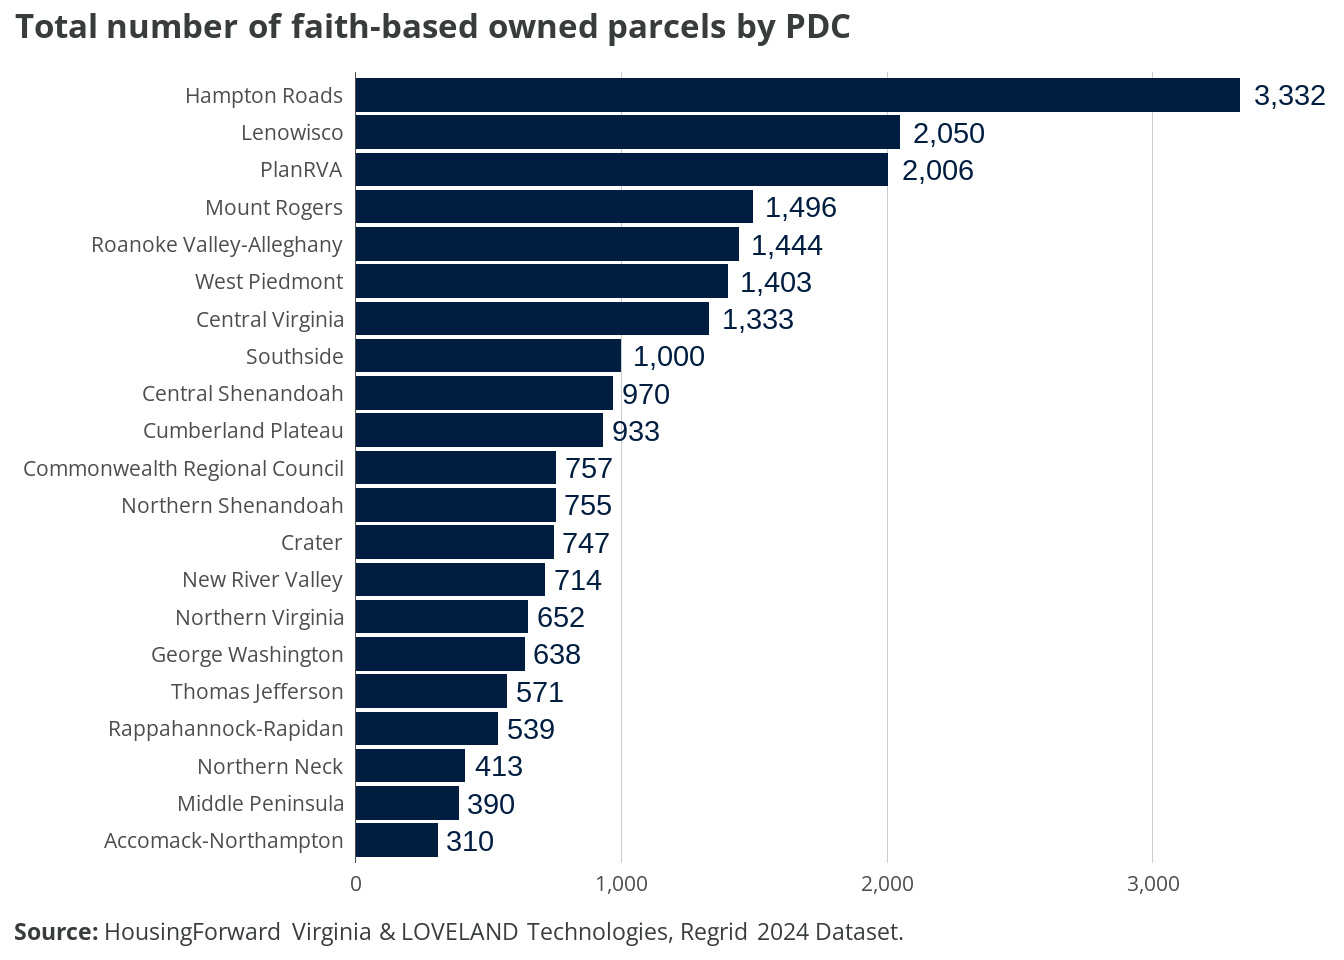 Total number of faith-based owned parcels by PDC
Hampton Roads 3,332
Lenowisco 2,050
PlanRVA 2,006
Mount Rogers 1,496
Roanoke Valley-Alleghany 1,444
West Piedmont 1,403
Central Virginia 1,333
Southside 1,000
Central Shenandoah 970
Cumberland Plateau 933
Commonwealth Regional Council 757
Northern Shenandoah 755
Crater 747
New River Valley 714
Northern Virginia 652
George Washington 638
Thomas Jefferson 571
Rappahannock-Rapidan 539
Northern Neck 413
Middle Peninsula 390
Accomack-Northampton 310
0 1,000 2,000 3,000
Source: HousingForward Virginia & LOVELAND Technologies, Regrid 2024 Dataset.